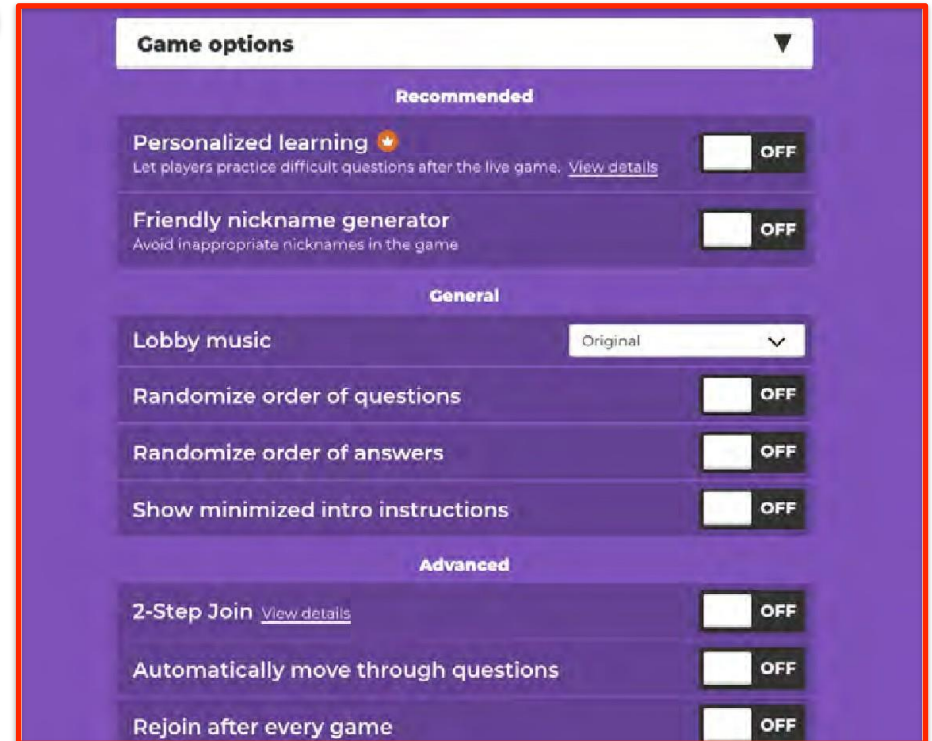 Game options
Recommended
Personalized learning
Let players practice difficult questions after the live game. View details
OFF
Friendly nickname generator
Avoid inappropriate nicknames in the game
OFF
General
Lobby music Original
Randomize order of questions OFF
Randomize order of answers OFF
Show minimized intro instructions OFF
Advanced
2-Step Join View details OFF
Automatically move through questions OFF
Rejoin after every game OFF